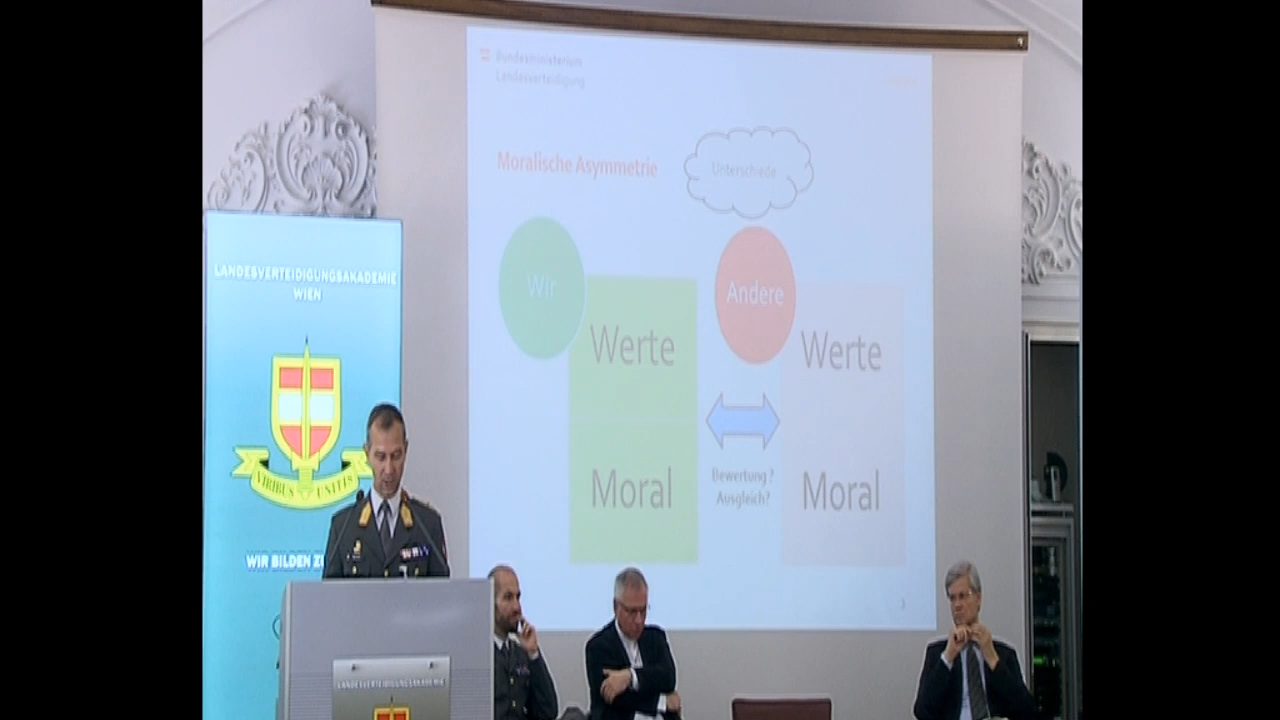 Bundesministerium
Landesverteidigung
Moralische Asymmetrie
Unterschiede
Wir
Andere
Werte
Werte
Moral
Bewertung ?
Ausgleich?
Moral
3
LANDESVERTEIDIGUNGSAKADEMIE
WIEN
VIRIBUS UNITIS
WIR BILDEN
LANDESVERTEIDIGUNGSAKADEMIE